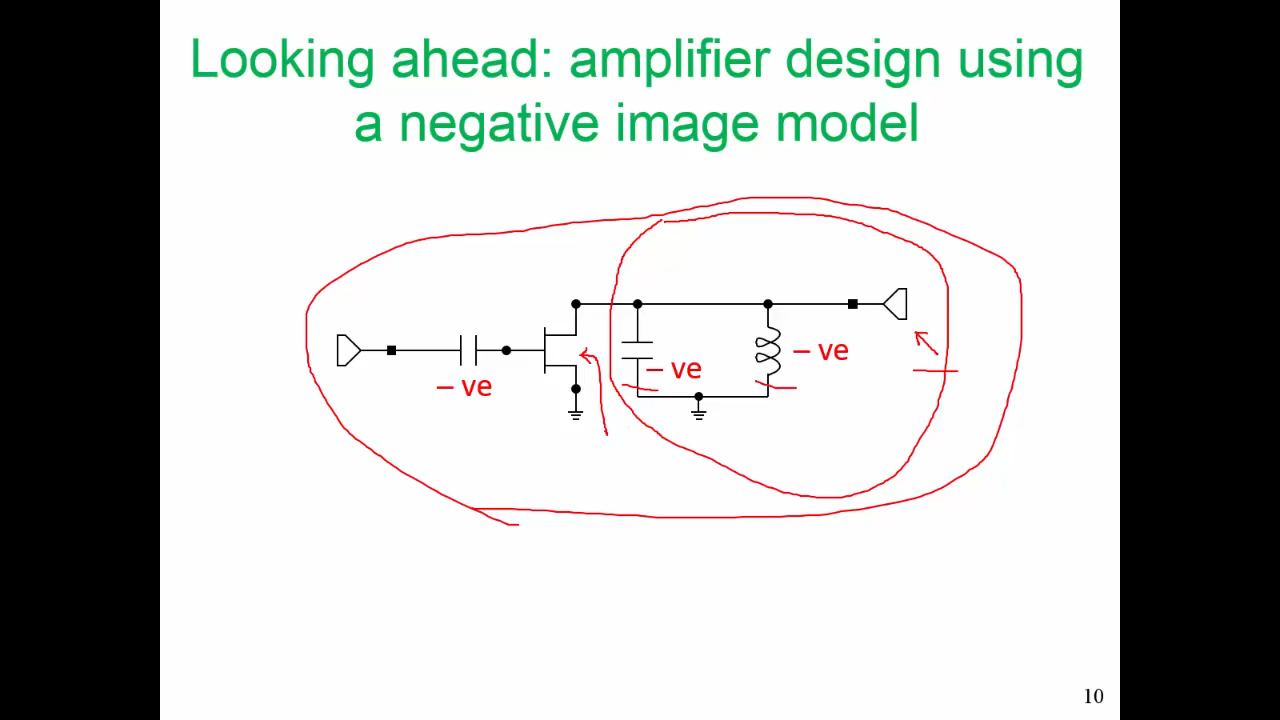 Looking ahead: amplifier design using
a negative image model
– ve
– ve
– ve
10